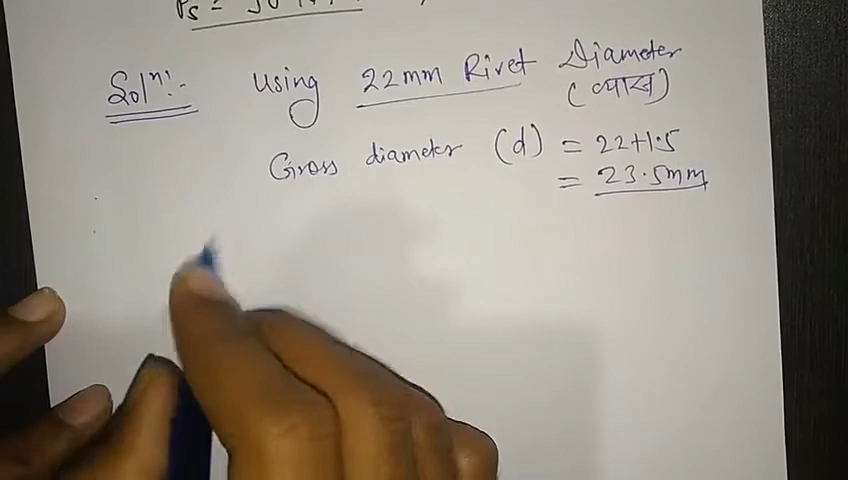 Solⁿ:- Using 22mm Rivet Diameter
(व्यास)
Gross diameter (d) = 22+1.5
= 23.5mm